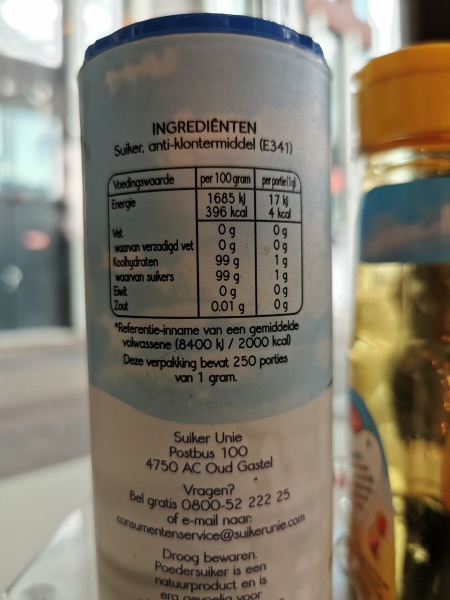 INGREDIËNTEN
Suiker, anti-klontermiddel (E341)
Voedingswaarde per 100 gram per portie (1g)
Energie 1685 kJ 17 kJ
396 kcal 4 kcal
Vet 0 g 0 g
waarvan verzadigd vet 0 g 0 g
Koolhydraten 99 g 1 g
waarvan suikers 99 g 1 g
Eiwit 0 g 0 g
Zout 0.01 g 0 g
*Referentie-inname van een gemiddelde
volwassene (8400 kJ / 2000 kcal)
Deze verpakking bevat 250 porties
van 1 gram.
Suiker Unie
Postbus 100
4750 AC Oud Gastel
Vragen?
Bel gratis 0800-52 222 25
of e-mail naar:
consumentenservice@suikerunie.com
Droog bewaren.
Poedersuiker is een
natuurproduct en is
erg gevoelig voor